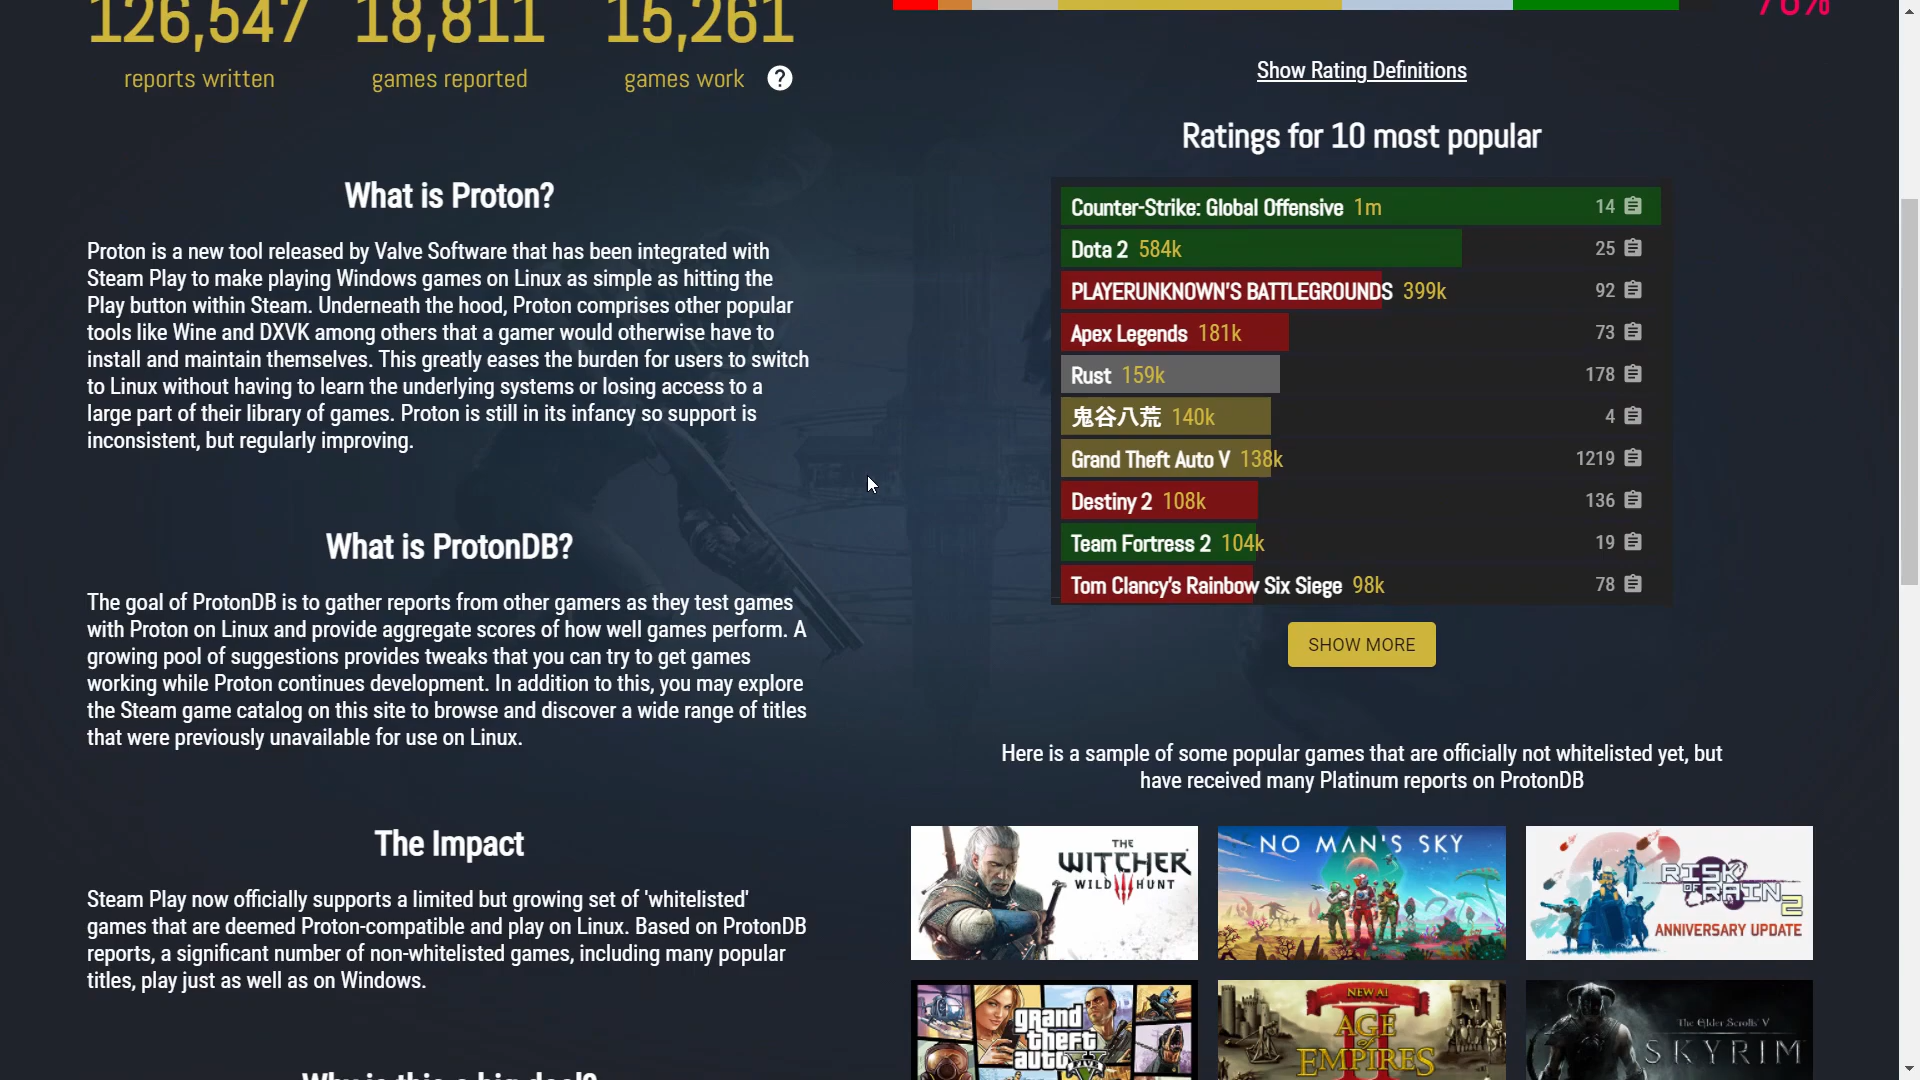 126,547
18,811
15,261
reports written
games reported
games work
?
What is Proton?
Proton is a new tool released by Valve Software that has been integrated with
Steam Play to make playing Windows games on Linux as simple as hitting the
Play button within Steam. Underneath the hood, Proton comprises other popular
tools like Wine and DXVK among others that a gamer would otherwise have to
install and maintain themselves. This greatly eases the burden for users to switch
to Linux without having to learn the underlying systems or losing access to a
large part of their library of games. Proton is still in its infancy so support is
inconsistent, but regularly improving.
What is ProtonDB?
The goal of ProtonDB is to gather reports from other gamers as they test games
with Proton on Linux and provide aggregate scores of how well games perform. A
growing pool of suggestions provides tweaks that you can try to get games
working while Proton continues development. In addition to this, you may explore
the Steam game catalog on this site to browse and discover a wide range of titles
that were previously unavailable for use on Linux.
The Impact
Steam Play now officially supports a limited but growing set of 'whitelisted'
games that are deemed Proton-compatible and play on Linux. Based on ProtonDB
reports, a significant number of non-whitelisted games, including many popular
titles, play just as well as on Windows.
Why is this a big deal?
Show Rating Definitions
Ratings for 10 most popular
Counter-Strike: Global Offensive 1m 14
Dota 2 584k 25
PLAYERUNKNOWN'S BATTLEGROUNDS 399k 92
Apex Legends 181k 73
Rust 159k 178
鬼谷八荒 140k 4
Grand Theft Auto V 138k 1219
Destiny 2 108k 136
Team Fortress 2 104k 19
Tom Clancy's Rainbow Six Siege 98k 78
SHOW MORE
Here is a sample of some popular games that are officially not whitelisted yet, but
have received many Platinum reports on ProtonDB
THE
WITCHER
WILD HUNT
NO MAN'S SKY
RISK
OF RAIN 2
ANNIVERSARY UPDATE
grand
theft
auto V
NEW AI
AGE
of
EMPIRES
II
The Elder Scrolls V
SKYRIM